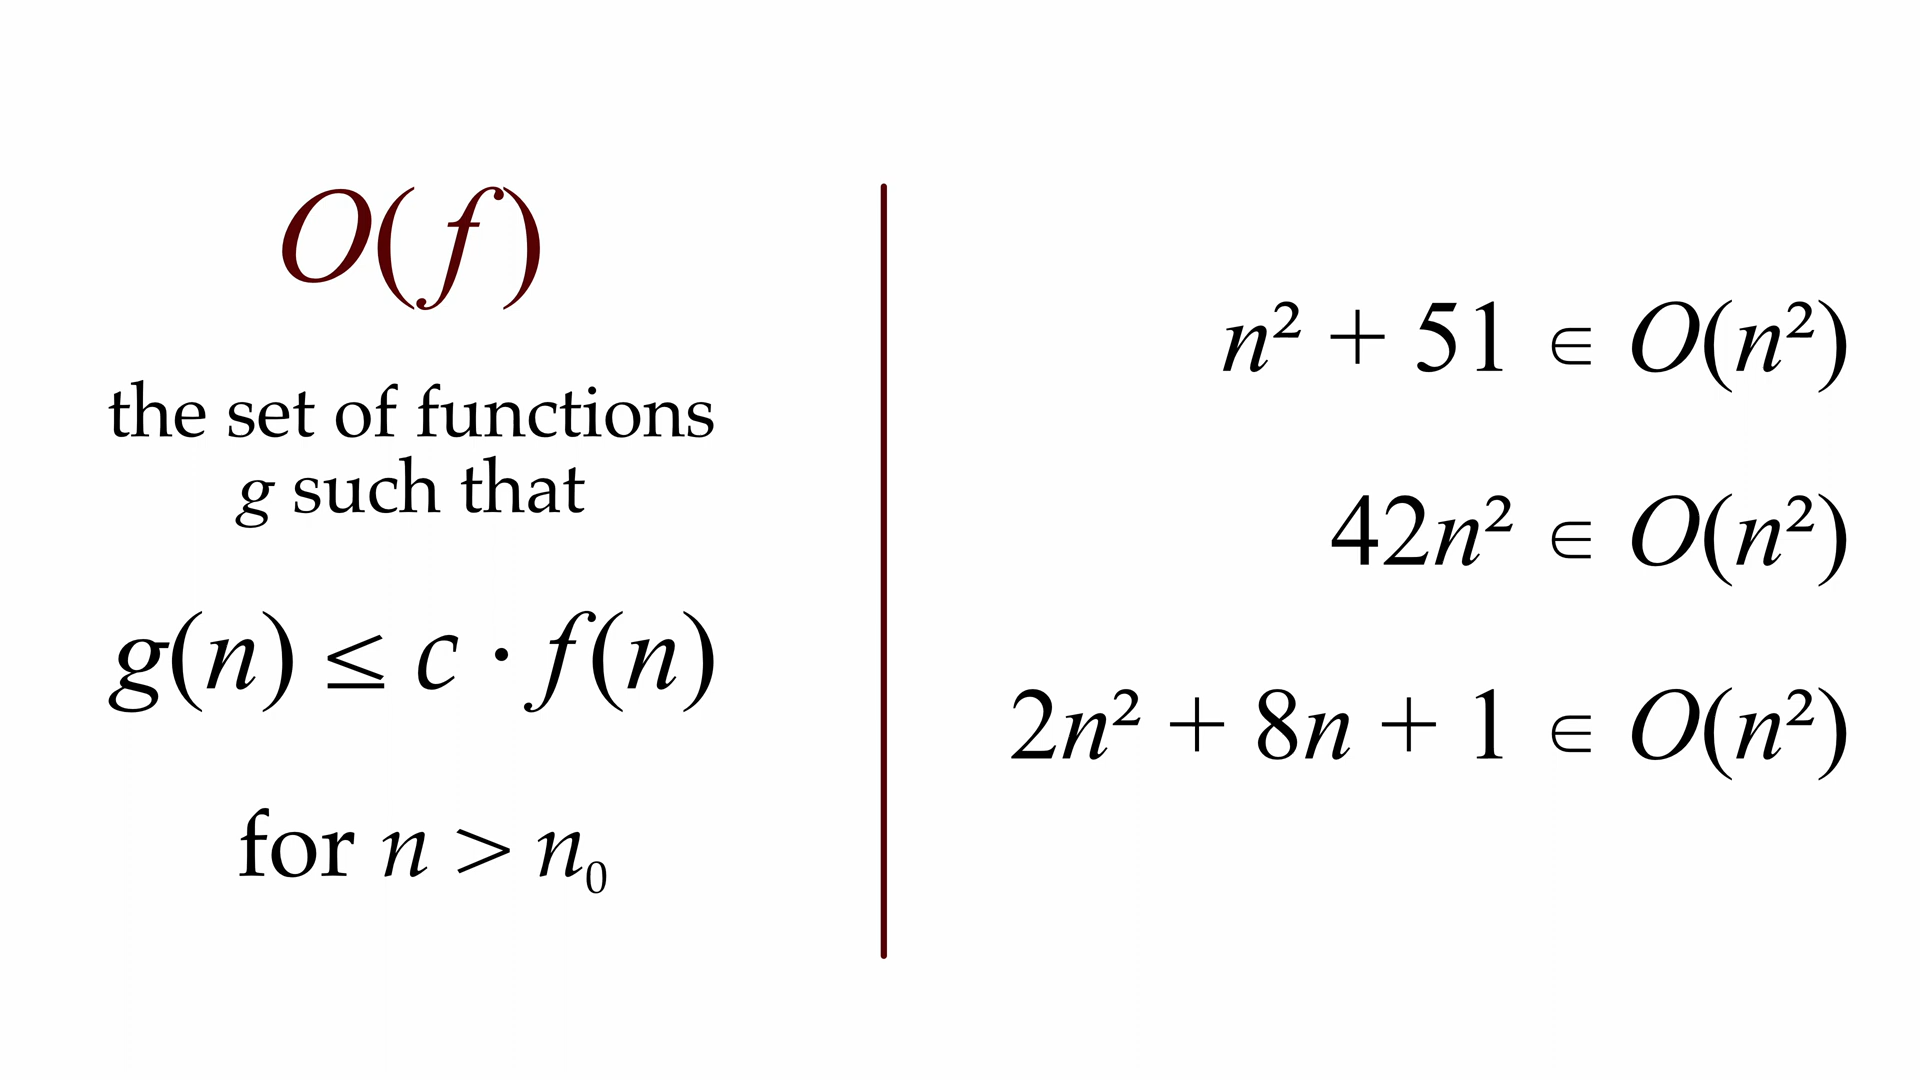 O(f)
the set of functions
g such that
g(n) ≤ c · f(n)
for n > n₀
n² + 51 ∈ O(n²)
42n² ∈ O(n²)
2n² + 8n + 1 ∈ O(n²)